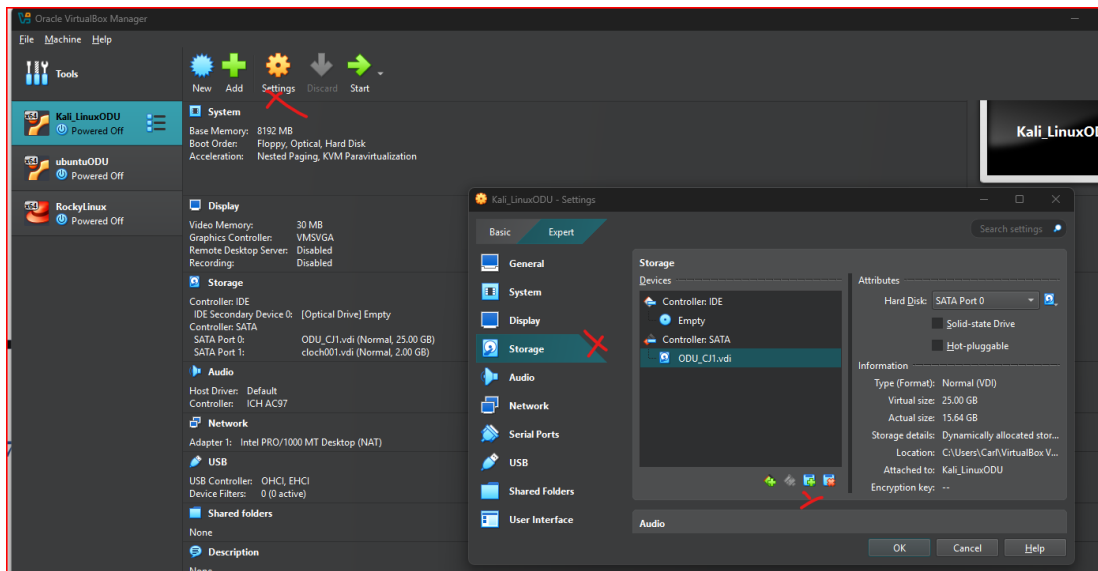 Oracle VirtualBox Manager
File Machine Help
Tools
New Add Settings Discard Start
Kali_LinuxODU
Powered Off
ubuntuODU
Powered Off
RockyLinux
Powered Off
System
Base Memory: 8192 MB
Boot Order: Floppy, Optical, Hard Disk
Acceleration: Nested Paging, KVM Paravirtualization
Kali_LinuxO
Display
Video Memory: 30 MB
Graphics Controller: VMSVGA
Remote Desktop Server: Disabled
Recording: Disabled
Storage
Controller: IDE
IDE Secondary Device 0: [Optical Drive] Empty
Controller: SATA
SATA Port 0: ODU_CJ1.vdi (Normal, 25.00 GB)
SATA Port 1: cloch001.vdi (Normal, 2.00 GB)
Audio
Host Driver: Default
Controller: ICH AC97
Network
Adapter 1: Intel PRO/1000 MT Desktop (NAT)
USB
USB Controller: OHCI, EHCI
Device Filters: 0 (0 active)
Shared folders
None
Description
Kali_LinuxODU - Settings
Basic Expert
Search settings
General
System
Display
Storage
Audio
Network
Serial Ports
USB
Shared Folders
User Interface
Storage
Devices
Controller: IDE
Empty
Controller: SATA
ODU_CJ1.vdi
Attributes
Hard Disk: SATA Port 0
Solid-state Drive
Hot-pluggable
Information
Type (Format): Normal (VDI)
Virtual size: 25.00 GB
Actual size: 15.64 GB
Storage details: Dynamically allocated stor...
Location: C:\Users\Carl\VirtualBox V...
Attached to: Kali_LinuxODU
Encryption key: --
Audio
OK Cancel Help